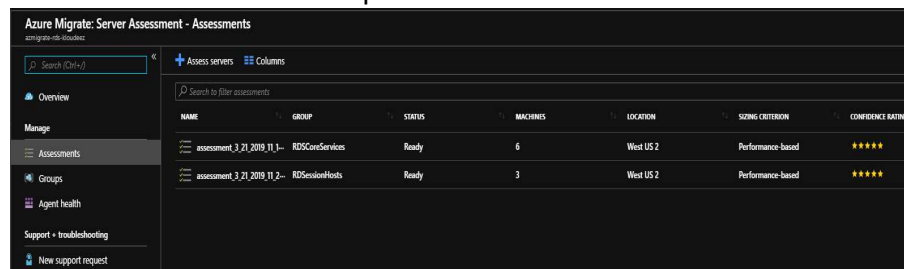 Azure Migrate: Server Assessment - Assessments
azmigrate-rds-kloudeez
Search (Ctrl+/)
«
Assess servers Columns
Search to filter assessments
Overview
Manage
Assessments
Groups
Agent health
Support + troubleshooting
New support request
NAME GROUP STATUS MACHINES LOCATION SIZING CRITERION CONFIDENCE RATIN
assessment_3_21_2019_11_1... RDSCoreServices Ready 6 West US 2 Performance-based ★★★★★
assessment_3_21_2019_11_2... RDSessionHosts Ready 3 West US 2 Performance-based ★★★★★